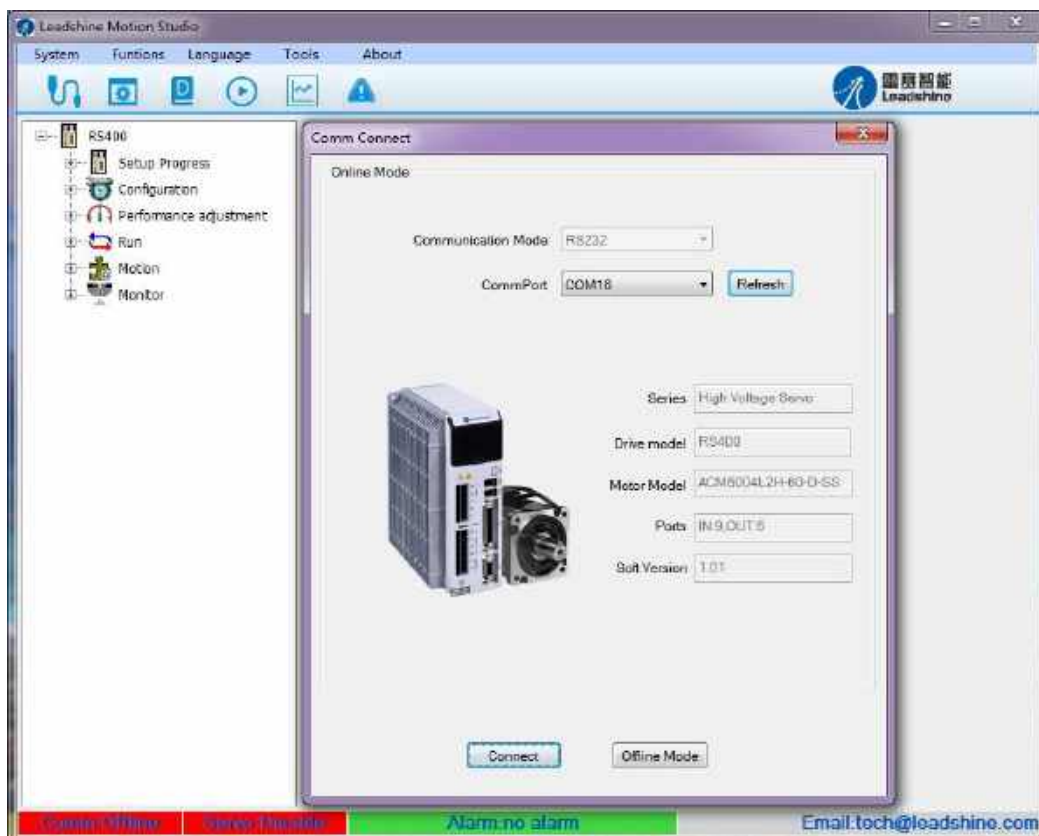 Leadshine Motion Studio
System Funtions Language Tools About
雷赛智能
Leadshine
RS400
Setup Progress
Configuration
Performance adjustment
Run
Motion
Monitor
Comm Connect
Online Mode
Communication Mode RS232
CommPort COM16 Refresh
Series High Voltage Servo
Drive model RS400
Motor Model ACM6004L2H-60-D-SS
Ports IN:9,OUT:6
Soft Version 1.01
Connect Offline Mode
Comm:Offline Servo:Disable Alarm:no alarm Email:tech@leadshine.com